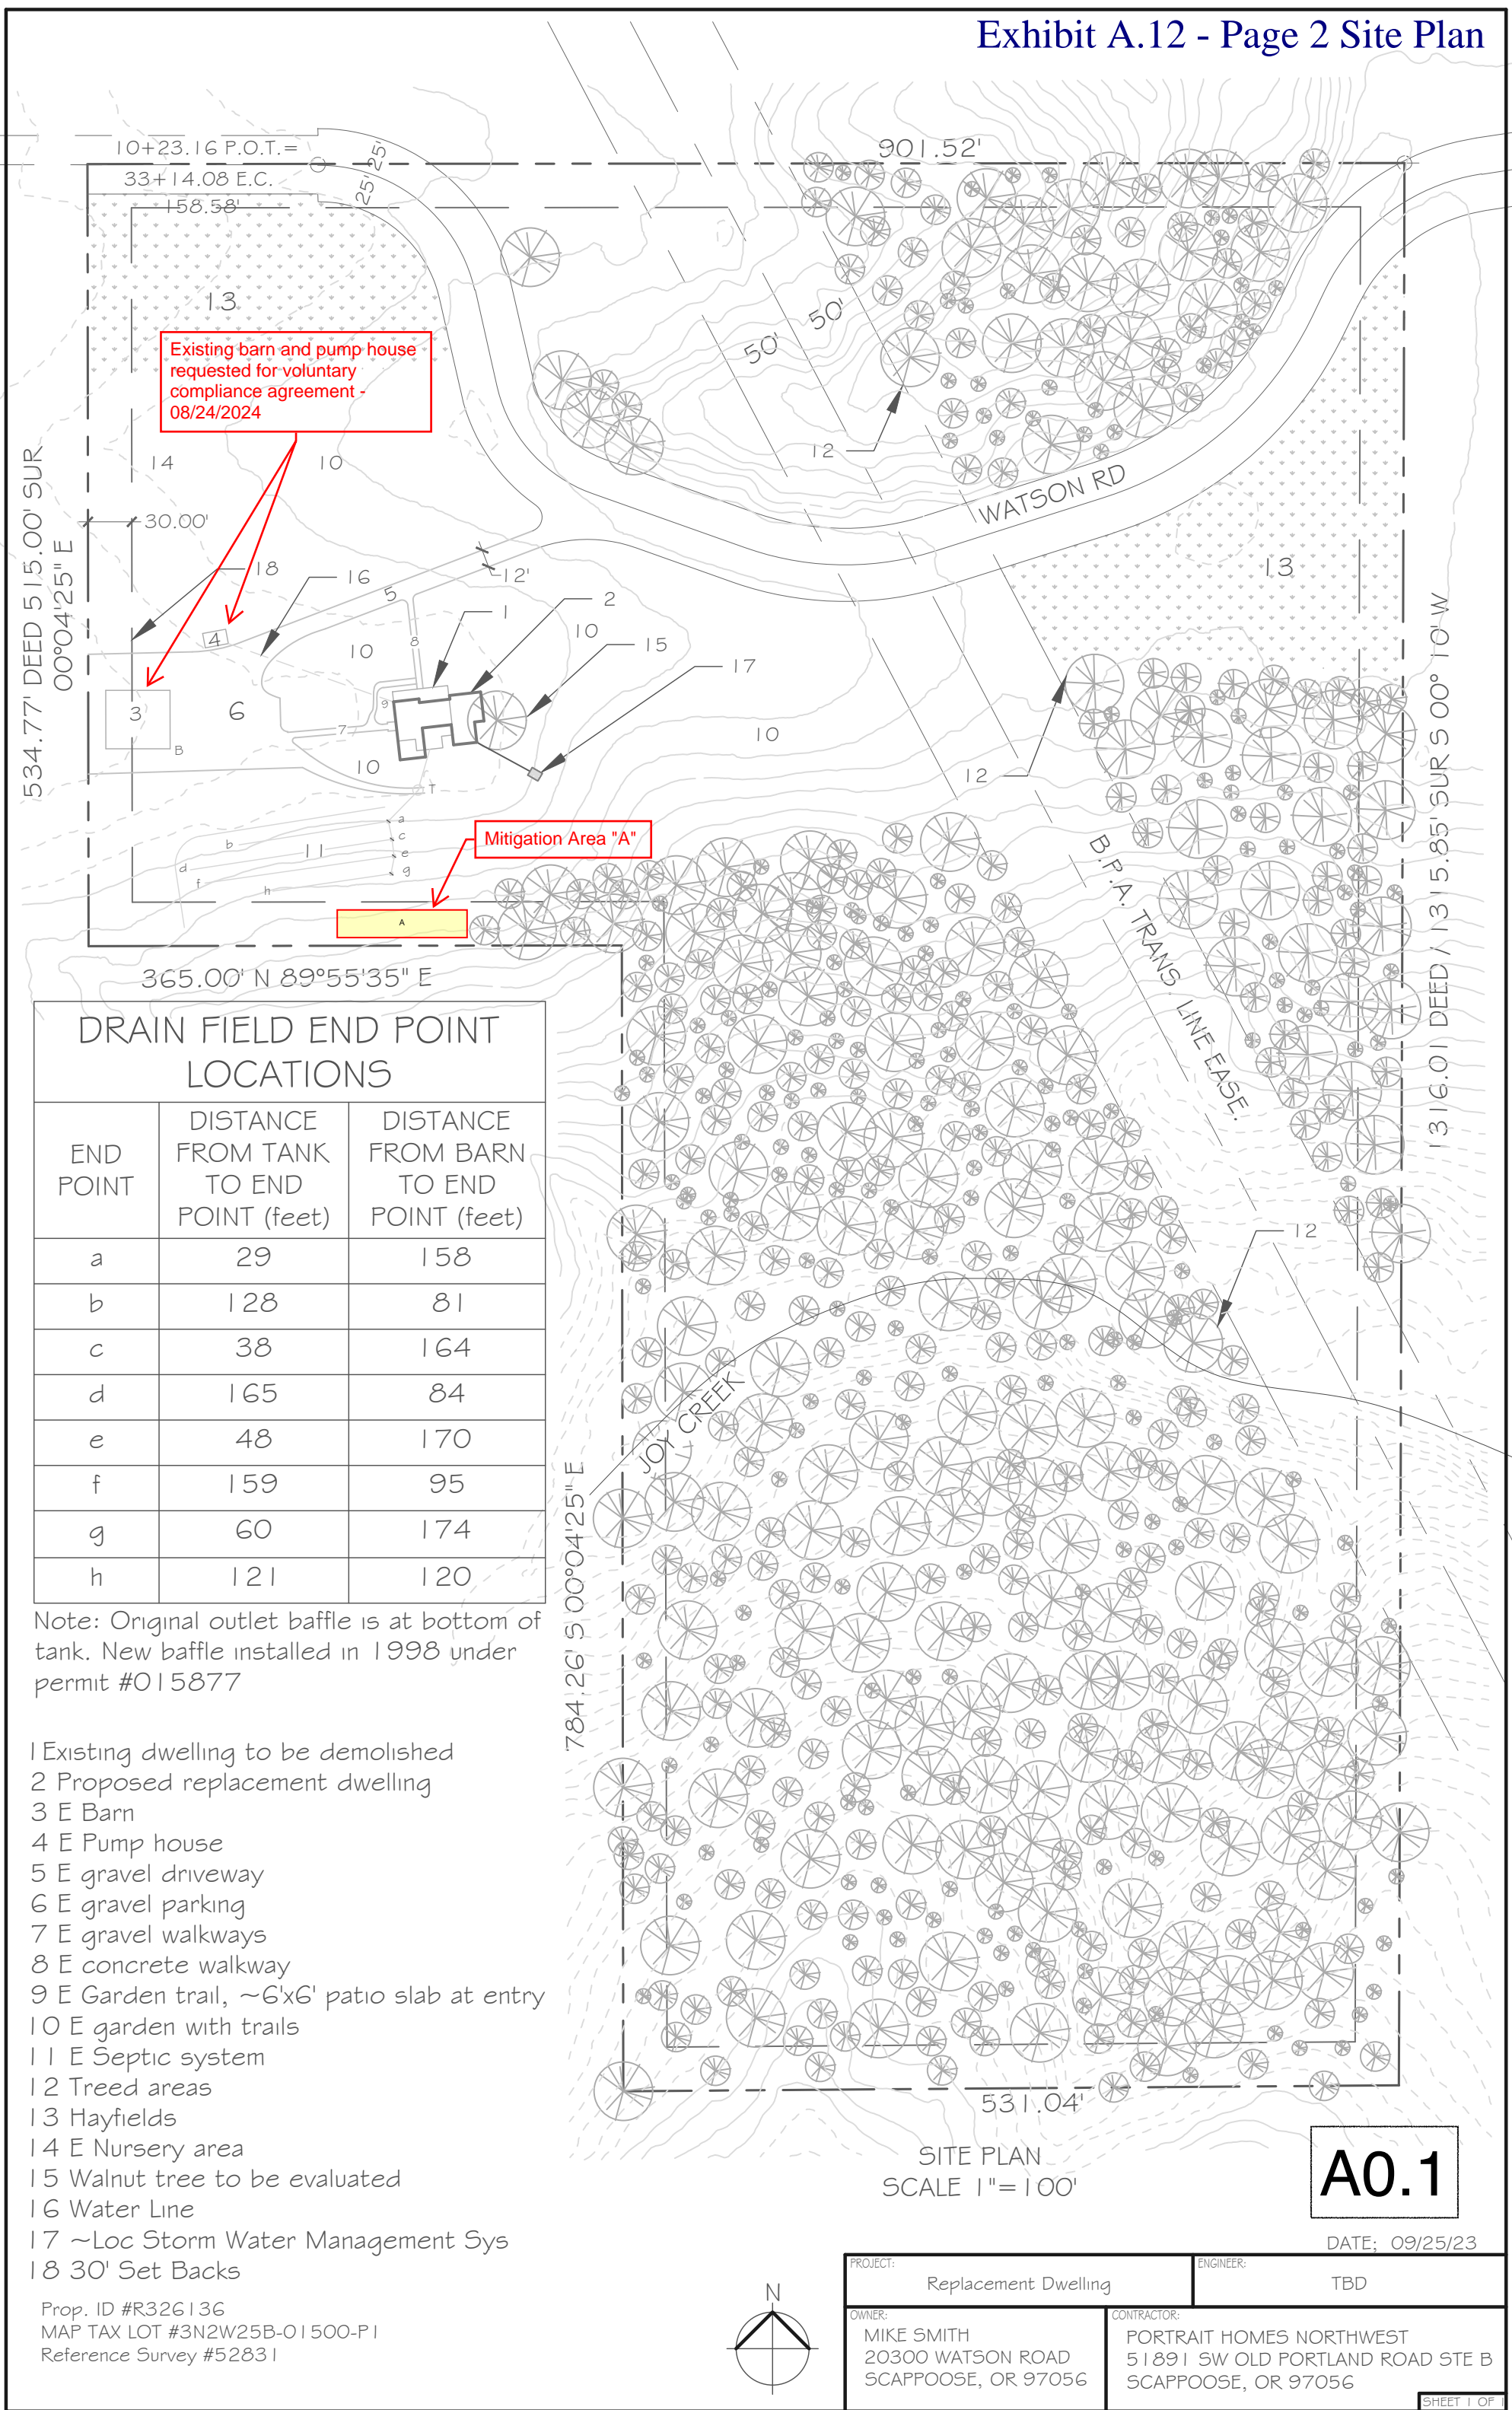 Exhibit A.12 - Page 2 Site Plan
10+23.16 P.O.T.=
33+14.08 E.C.
158.58'
25' 25'
901.52'
13
Existing barn and pump house
requested for voluntary
compliance agreement -
08/24/2024
50' 50'
12
WATSON RD
14
10
534.77' DEED 515.00' SUR
00°04'25" E
30.00'
18
16
12'
5
13
1
2
4
8
10
10
15
17
9
3
6
7
B
10
10
T
12
a
b
c
11
d
e
f
g
h
Mitigation Area "A"
A
B.P.A. TRANS. LINE EASE.
1316.01 DEED / 1315.85' SUR S 00° 10' W
365.00' N 89°55'35" E
DRAIN FIELD END POINT
LOCATIONS
END
POINT
DISTANCE
FROM TANK
TO END
POINT (feet)
DISTANCE
FROM BARN
TO END
POINT (feet)
a 29 158
b 128 81
c 38 164
d 165 84
e 48 170
f 159 95
g 60 174
h 121 120
Note: Original outlet baffle is at bottom of
tank. New baffle installed in 1998 under
permit #015877
12
JOY CREEK
784.26' S 00°04'25" E
1 Existing dwelling to be demolished
2 Proposed replacement dwelling
3 E Barn
4 E Pump house
5 E gravel driveway
6 E gravel parking
7 E gravel walkways
8 E concrete walkway
9 E Garden trail, ~6'x6' patio slab at entry
10 E garden with trails
11 E Septic system
12 Treed areas
13 Hayfields
14 E Nursery area
15 Walnut tree to be evaluated
16 Water Line
17 ~Loc Storm Water Management Sys
18 30' Set Backs
Prop. ID #R326136
MAP TAX LOT #3N2W25B-01500-P1
Reference Survey #52831
531.04'
SITE PLAN
SCALE 1"=100'
A0.1
DATE; 09/25/23
N
PROJECT:
Replacement Dwelling
ENGINEER:
TBD
OWNER:
MIKE SMITH
20300 WATSON ROAD
SCAPPOOSE, OR 97056
CONTRACTOR:
PORTRAIT HOMES NORTHWEST
51891 SW OLD PORTLAND ROAD STE B
SCAPPOOSE, OR 97056
SHEET 1 OF 1